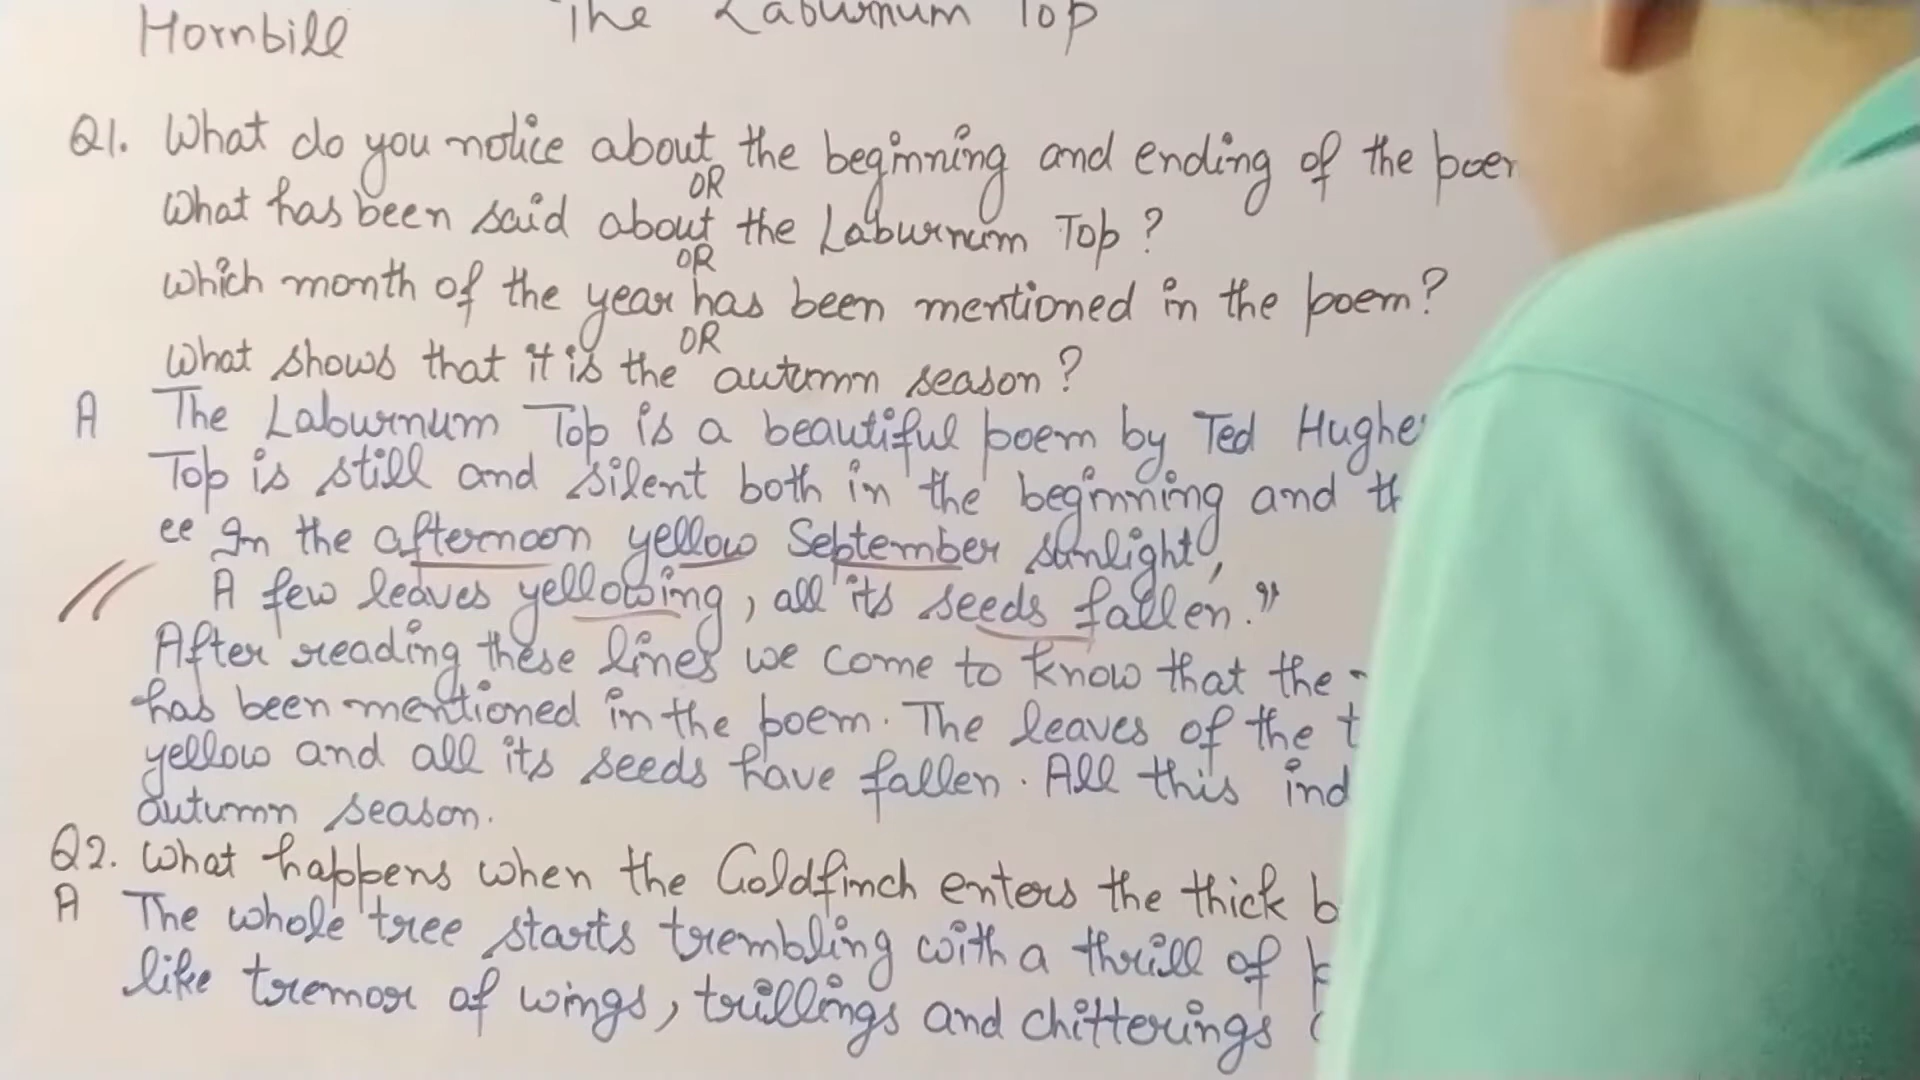 Hornbill The Laburnum Top
Q1. What do you notice about the beginning and ending of the
OR
What has been said about the Laburnum Top?
OR
Which month of the year has been mentioned in the poem?
OR
What shows that it is the autumn season?
A The Laburnum Top is a beautiful poem by Ted
Top is still and silent both in the beginning and
"In the afternoon yellow September sunlight,
A few leaves yellowing, all its seeds fallen."
After reading these lines we come to know that the
has been mentioned in the poem. The leaves of the
yellow and all its seeds have fallen. All this
autumn season.
Q2. What happens when the Goldfinch enters the thick
A The whole tree starts trembling with a thrill of
like tremor of wings, trillings and chitterings